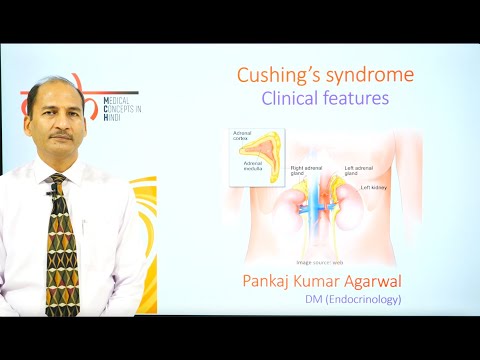 Cushing's syndrome
Clinical features
MEDICAL
CONCEPTS IN
HINDI
Adrenal
cortex
Adrenal
medulla
Right adrenal
gland
Left adrenal
gland
Left kidney
Image source: web
Pankaj Kumar Agarwal
DM (Endocrinology)